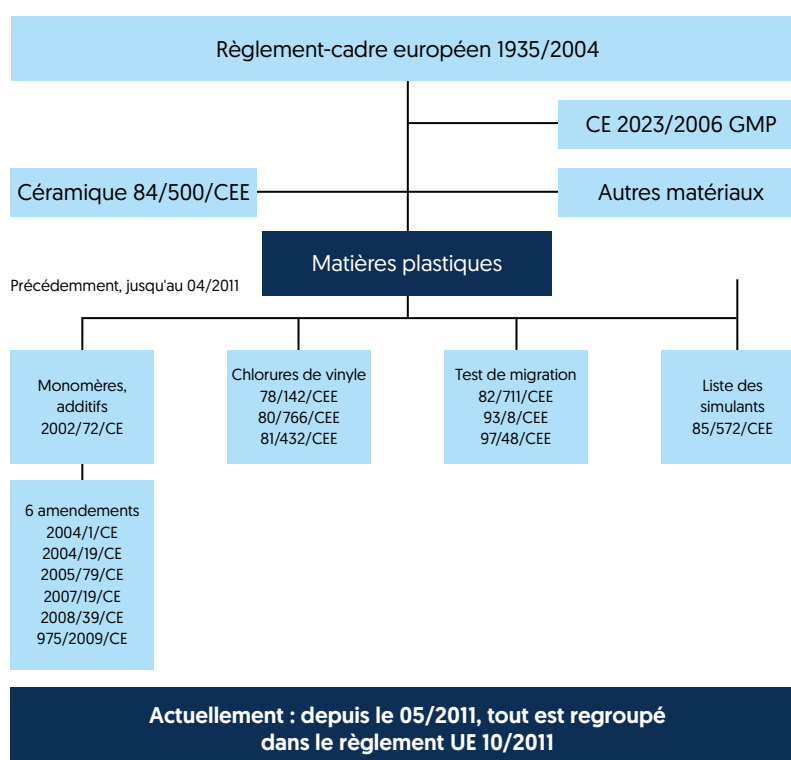 Règlement-cadre européen 1935/2004
CE 2023/2006 GMP
Céramique 84/500/CEE
Autres matériaux
Matières plastiques
Précédemment, jusqu'au 04/2011
Monomères,
additifs
2002/72/CE
Chlorures de vinyle
78/142/CEE
80/766/CEE
81/432/CEE
Test de migration
82/711/CEE
93/8/CEE
97/48/CEE
Liste des
simulants
85/572/CEE
6 amendements
2004/1/CE
2004/19/CE
2005/79/CE
2007/19/CE
2008/39/CE
975/2009/CE
Actuellement : depuis le 05/2011, tout est regroupé
dans le règlement UE 10/2011